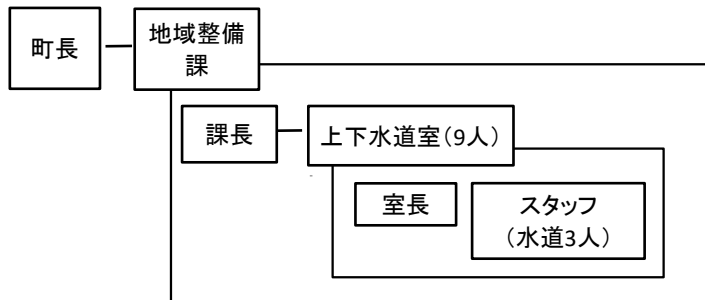 町長
地域整備
課
課長
上下水道室(9人)
室長
スタッフ
(水道3人)